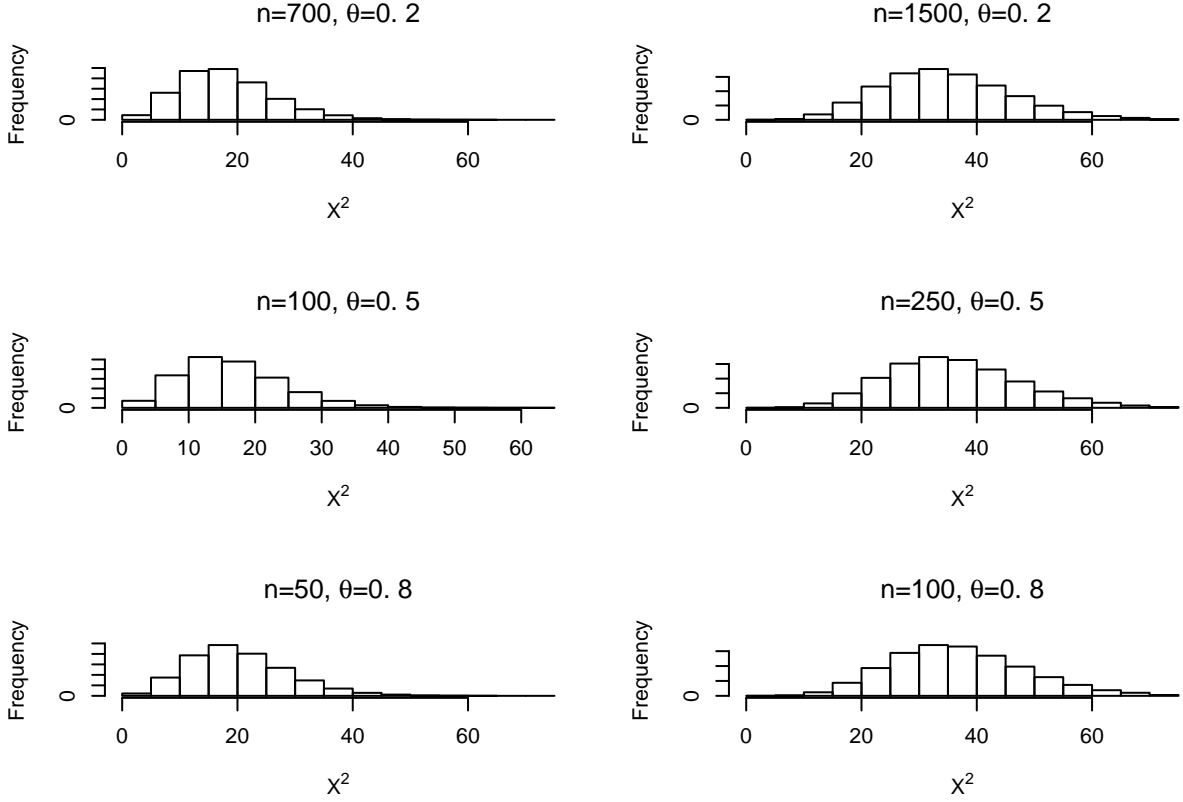 n=700, θ=0. 2
Frequency
0
0 20 40 60
X²
n=1500, θ=0. 2
Frequency
0
0 20 40 60
X²
n=100, θ=0. 5
Frequency
0
0 10 20 30 40 50 60
X²
n=250, θ=0. 5
Frequency
0
0 20 40 60
X²
n=50, θ=0. 8
Frequency
0
0 20 40 60
X²
n=100, θ=0. 8
Frequency
0
0 20 40 60
X²